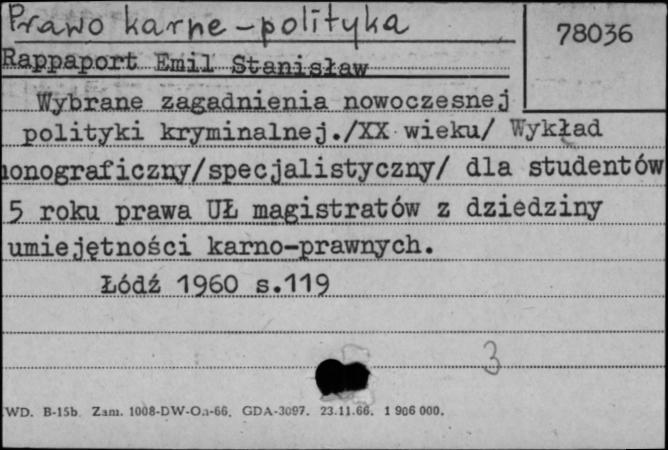 Prawo karne - polityka
78036
Rappaport Emil Stanisław
Wybrane zagadnienia nowoczesnej
polityki kryminalnej./XX wieku/ Wykład
monograficzny/specjalistyczny/ dla studentów
5 roku prawa UŁ magistratów z dziedziny
umiejętności karno-prawnych.
Łódź 1960 s.119
3
WD. B-15b Zam. 1008-DW-On-66. GDA-3097. 23.11.66. 1 906 000.